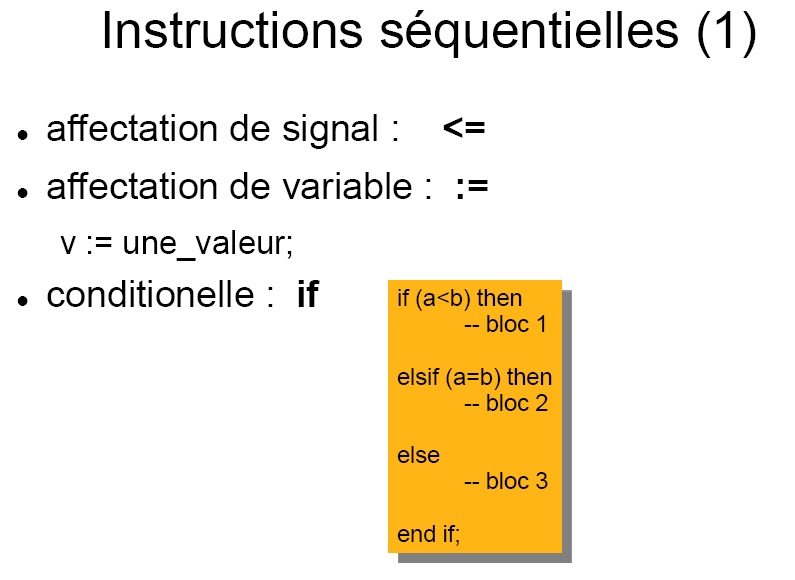 Instructions séquentielles (1)
● affectation de signal : <=
● affectation de variable : :=
v := une_valeur;
● conditionelle : if
if (a<b) then
-- bloc 1
elsif (a=b) then
-- bloc 2
else
-- bloc 3
end if;